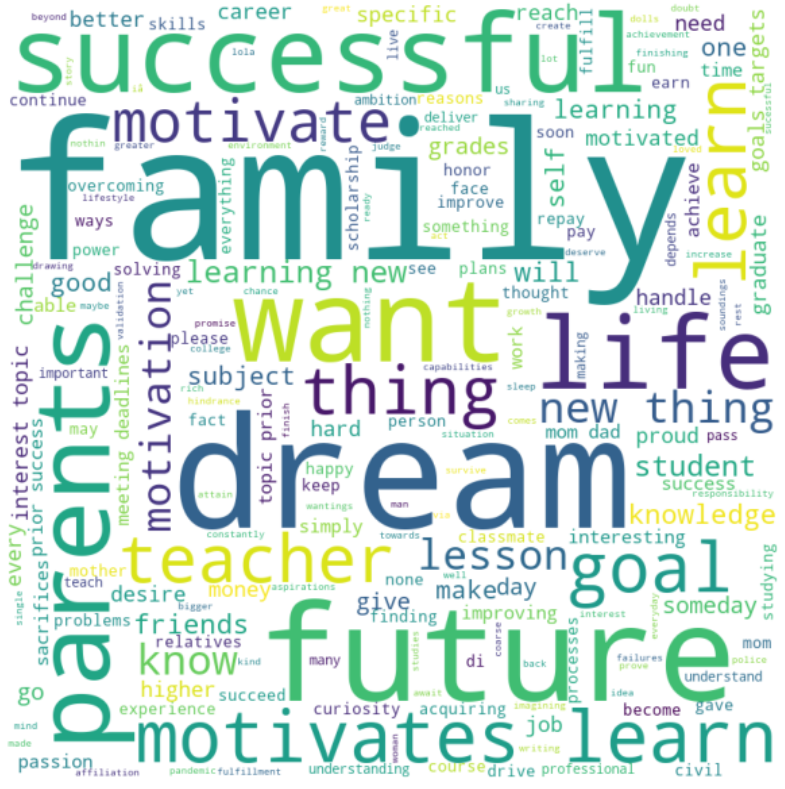 beyond
better
skills
career
great
specific
reach
create
fulfill
dolls
achievement
finishing
doubt
need
one
time
successful
live
story
lola
lot
fun
us
sharing
earn
goals targets
sucessful
continue
iã
ambition
reasons
reached
learning
motivated
loved
learn
nothin
greater
motivate
reward
deliver
judge
grades
soon
environment
honor
face
improve
self
achieve
family
overcoming
lifestyle
everything
scholarship
ready
something
act
repay
pay
deserve
depends
increase
graduate
ways
power
challenge
drawing
able
good
maybe
yet
solving
learning new
see
plans
will
thought
handle
living
soundings
rest
validation
chance
nothing
growth
work
want
life
making
promise
please
college
parents
motivation
important
interest topic
may
meeting deadlines
subject
rich
hindrance
fact
thing
capabilities
sleep
comes
new thing
topic prior
finish
hard
person
situation
mom dad
proud
pass
dream
happy
keep
survive
student
success
responsibility
attain
wantings
man
simply
via
towards
knowledge
prior success
every
constantly
classmate
interesting
studying
teacher
mother
teach
none
lesson
well
goal
single
sacrifices
desire
money
aspirations
make
day
someday
problems
bigger
give
finding
improving
interest
everyday
friends
relatives
future
studies
coarse
processes
mom
know
kind
many
di
back
failures
prove
police
understand
go
higher
succeed
await
imagining
idea
gave
experience
curiosity
acquiring
job
become
mind
made
motivates learn
woman
writing
passion
affiliation
pandemic
fulfillment
understanding
course
drive
professional
civil